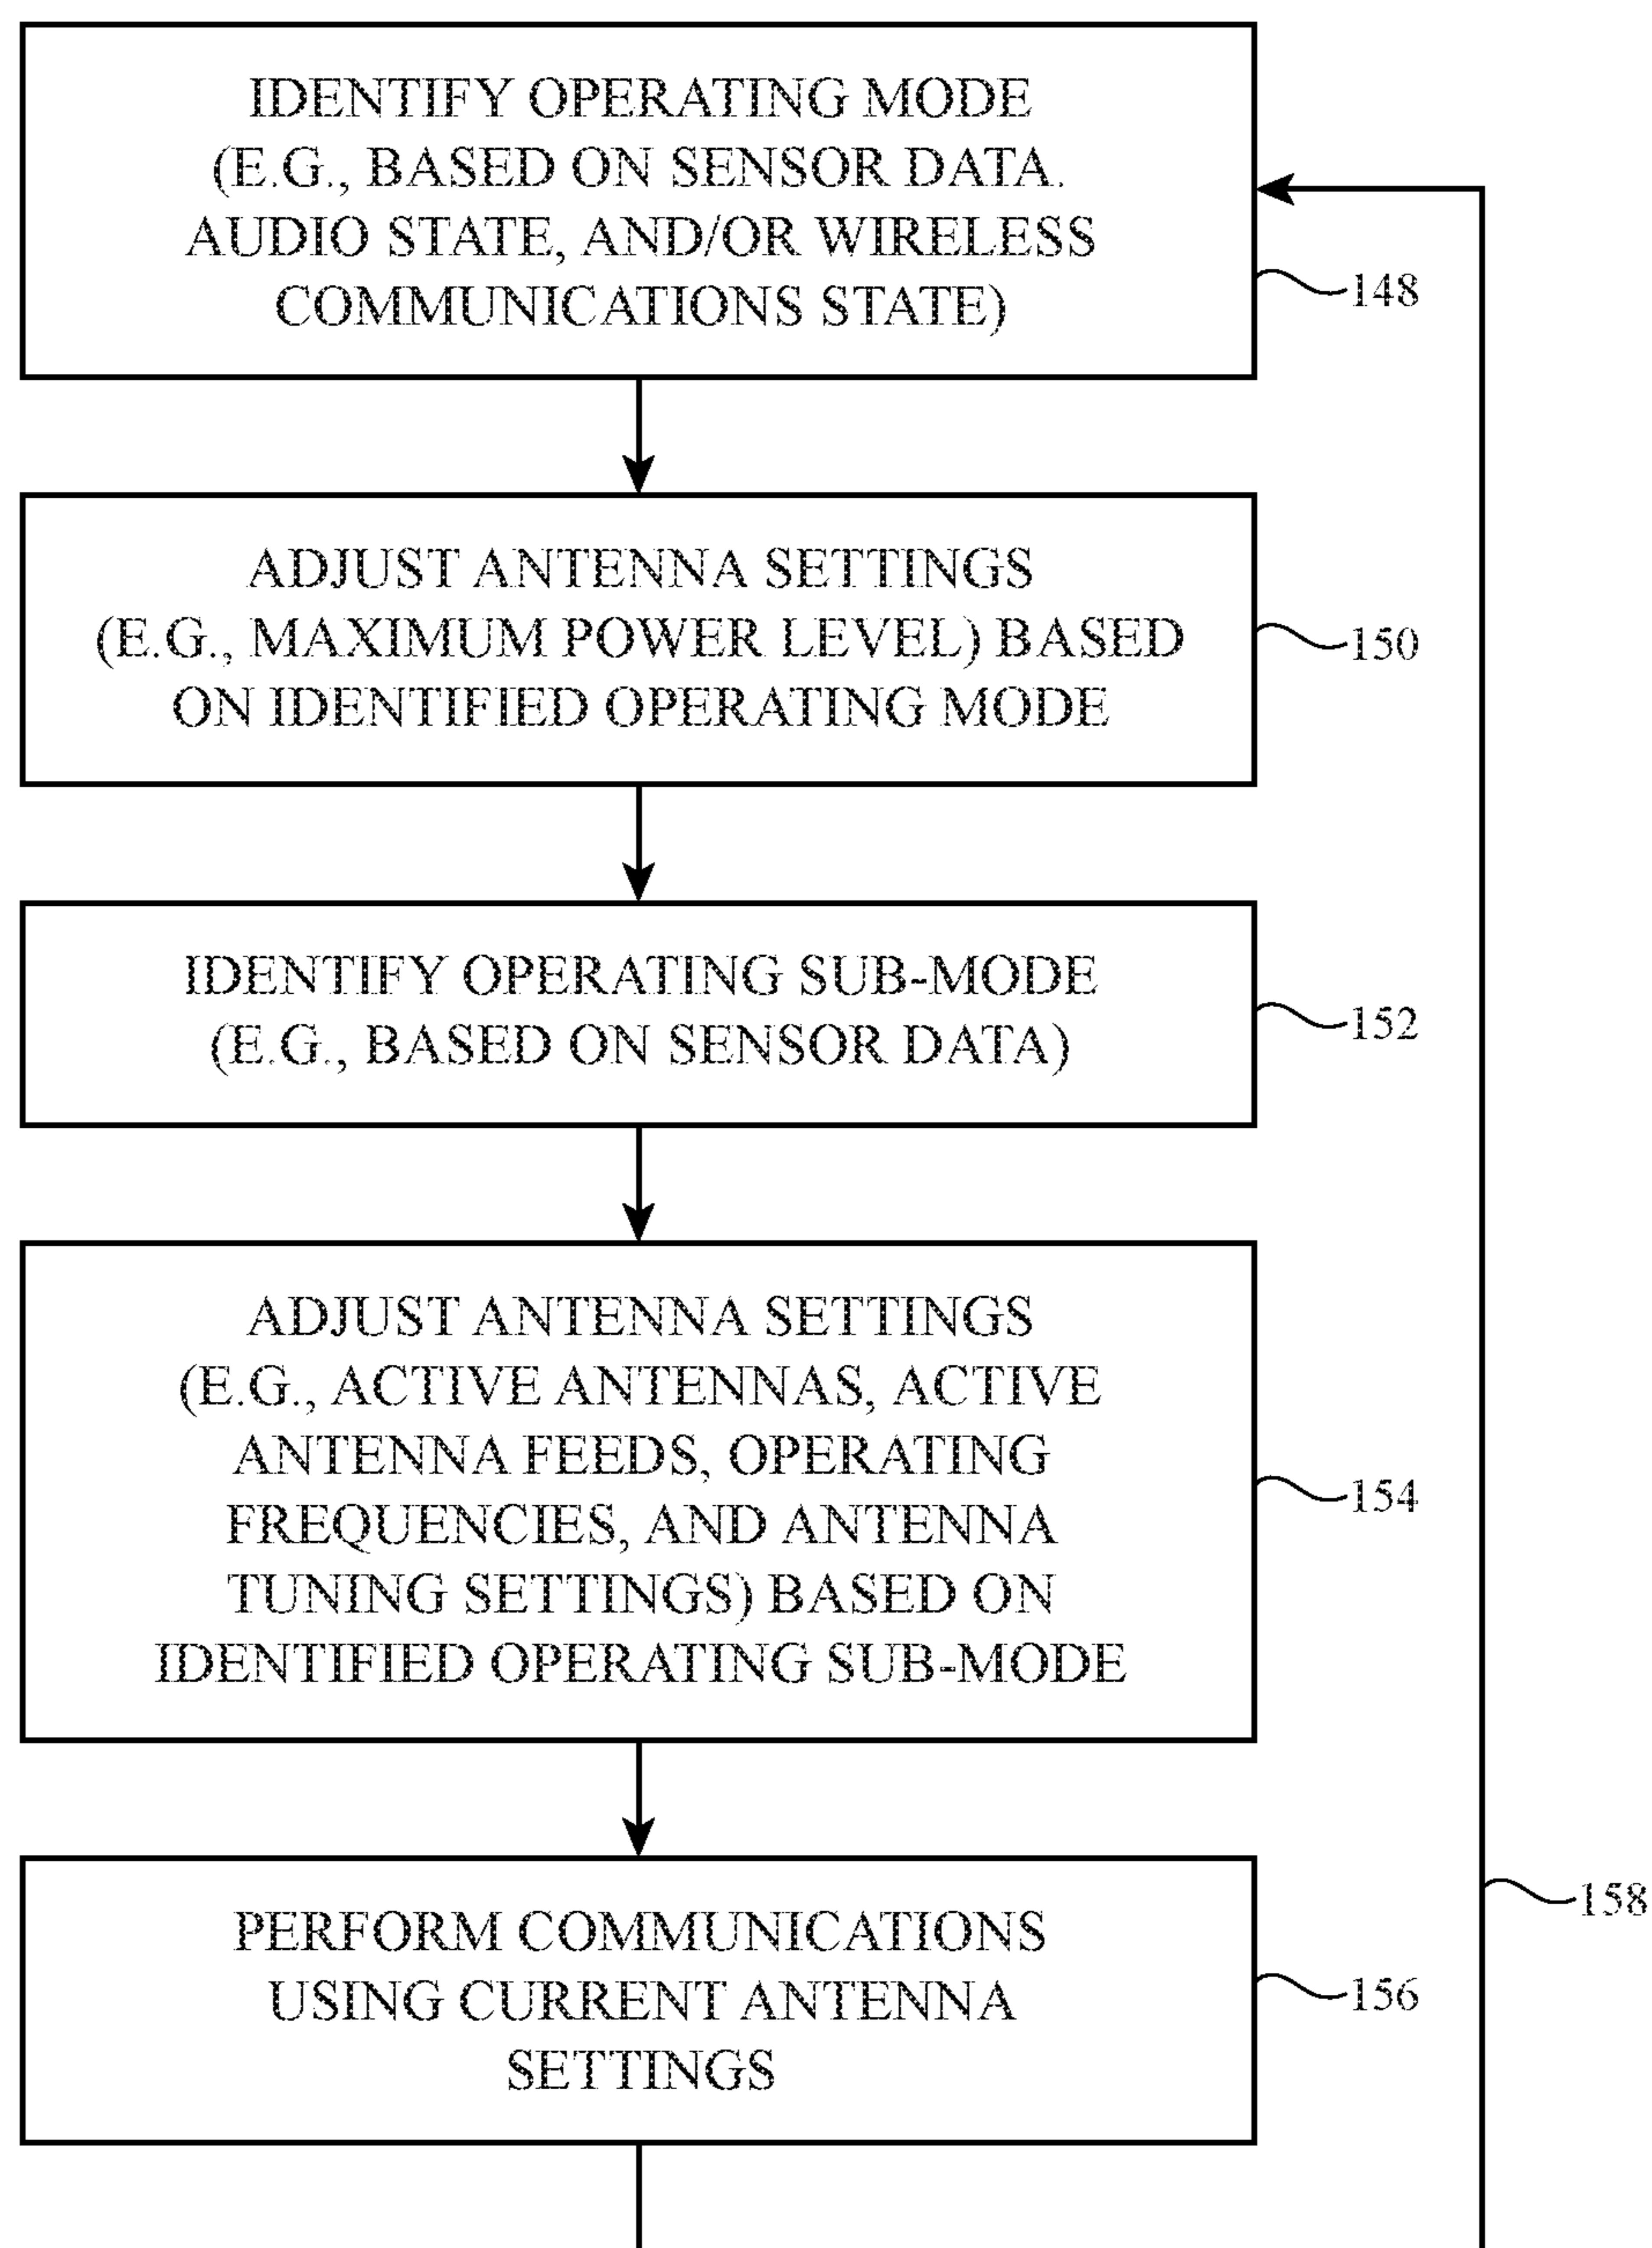 IDENTIFY OPERATING MODE
(E.G., BASED ON SENSOR DATA.
AUDIO STATE, AND/OR WIRELESS
COMMUNICATIONS STATE)
148
ADJUST ANTENNA SETTINGS
(E.G., MAXIMUM POWER LEVEL) BASED
ON IDENTIFIED OPERATING MODE
150
IDENTIFY OPERATING SUB-MODE
(E.G., BASED ON SENSOR DATA)
152
ADJUST ANTENNA SETTINGS
(E.G., ACTIVE ANTENNAS, ACTIVE
ANTENNA FEEDS, OPERATING
FREQUENCIES, AND ANTENNA
TUNING SETTINGS) BASED ON
IDENTIFIED OPERATING SUB-MODE
154
PERFORM COMMUNICATIONS
USING CURRENT ANTENNA
SETTINGS
156
158